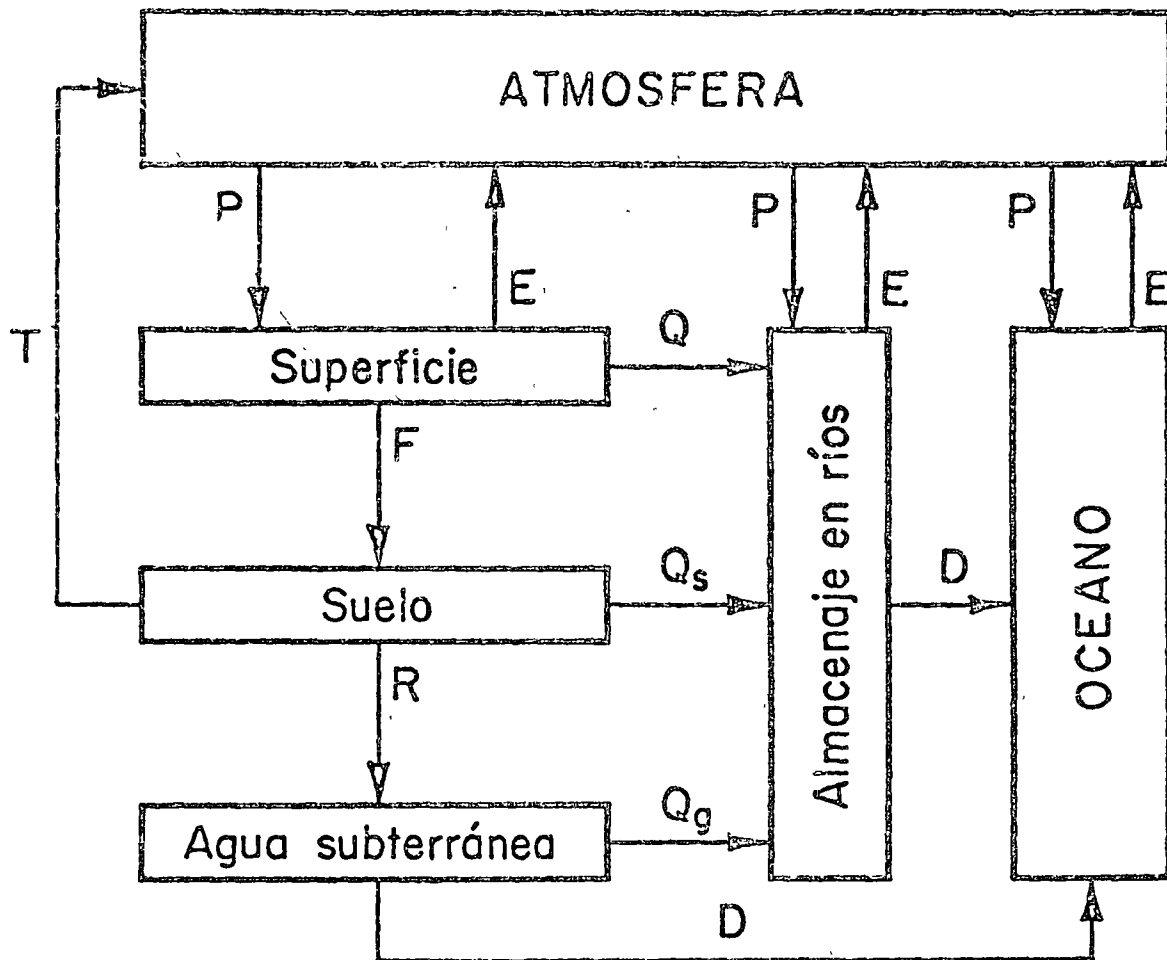 ATMOSFERA
P
E
P
E
P
E
T
Superficie
Q
F
Suelo
Qs
R
Agua subterránea
Qg
Almacenaje en ríos
D
OCEANO
D